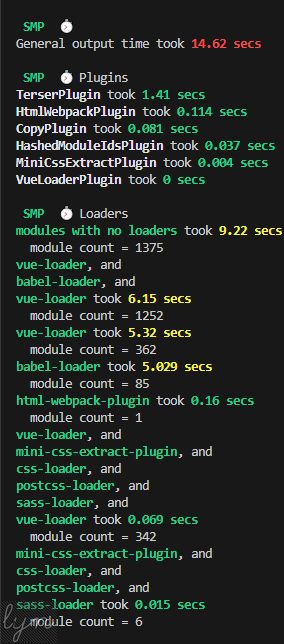 SMP ⏱
General output time took 14.62 secs
SMP ⏱ Plugins
TerserPlugin took 1.41 secs
HtmlWebpackPlugin took 0.114 secs
CopyPlugin took 0.081 secs
HashedModuleIdsPlugin took 0.037 secs
MiniCssExtractPlugin took 0.004 secs
VueLoaderPlugin took 0 secs
SMP ⏱ Loaders
modules with no loaders took 9.22 secs
module count = 1375
vue-loader, and
babel-loader, and
vue-loader took 6.15 secs
module count = 1252
vue-loader took 5.32 secs
module count = 362
babel-loader took 5.029 secs
module count = 85
html-webpack-plugin took 0.16 secs
module count = 1
vue-loader, and
mini-css-extract-plugin, and
css-loader, and
postcss-loader, and
sass-loader, and
vue-loader took 0.069 secs
module count = 342
mini-css-extract-plugin, and
css-loader, and
postcss-loader, and
sass-loader took 0.015 secs
module count = 6